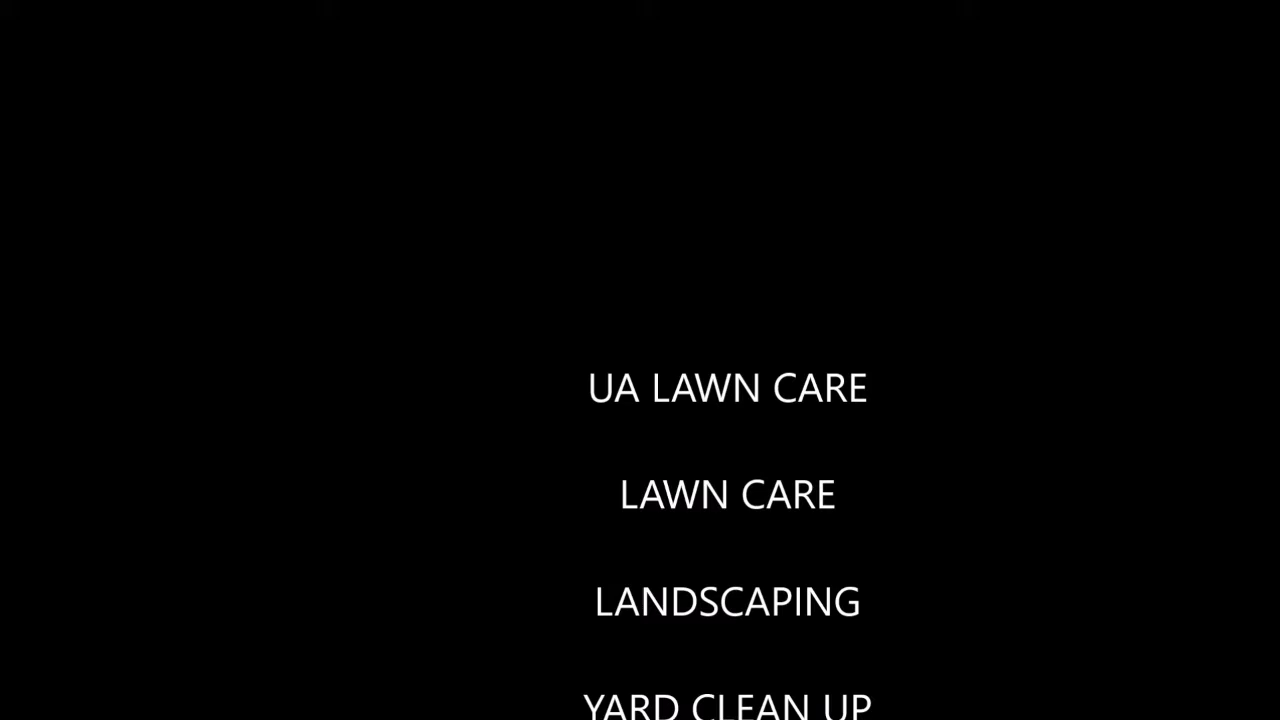 UA LAWN CARE
LAWN CARE
LANDSCAPING
YARD CLEAN UP